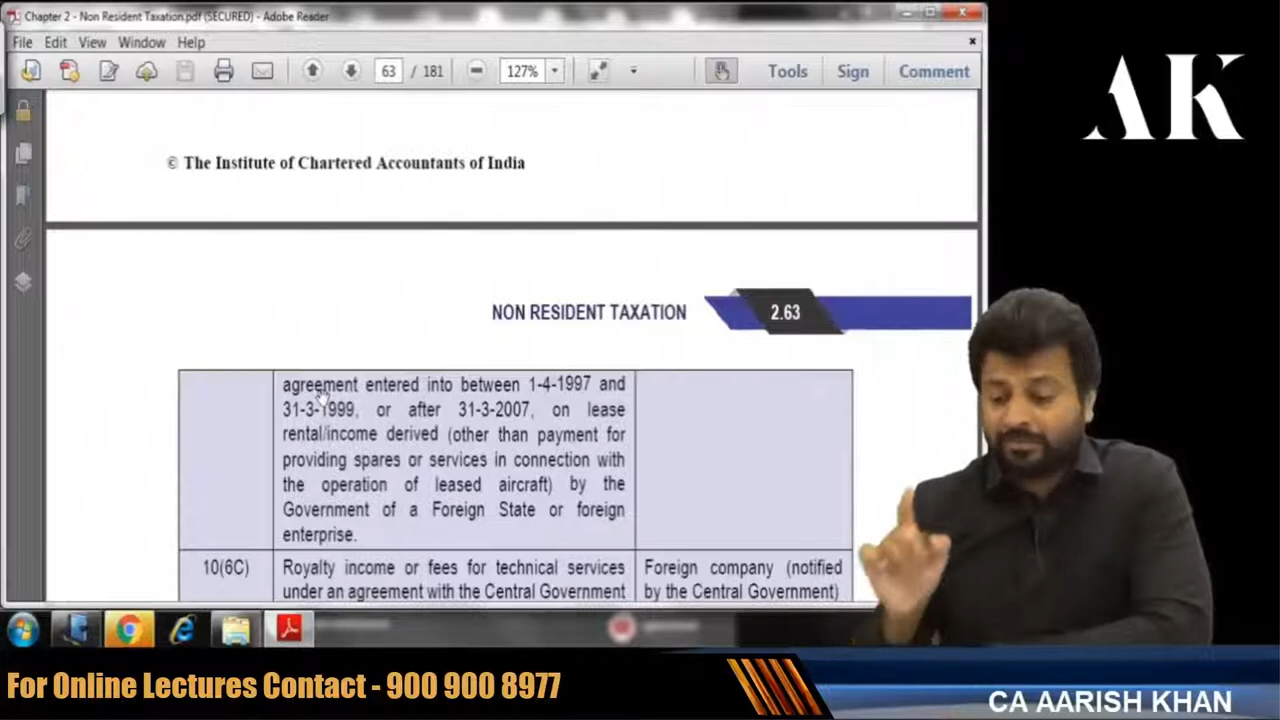 Chapter 2 - Non Resident Taxation.pdf (SECURED) - Adobe Reader
File Edit View Window Help
63 / 181 127% Tools Sign Comment
AK
© The Institute of Chartered Accountants of India
NON RESIDENT TAXATION 2.63
agreement entered into between 1-4-1997 and
31-3-1999, or after 31-3-2007, on lease
rental/income derived (other than payment for
providing spares or services in connection with
the operation of leased aircraft) by the
Government of a Foreign State or foreign
enterprise.
10(6C) Royalty income or fees for technical services Foreign company (notified
under an agreement with the Central Government by the Central Government)
For Online Lectures Contact - 900 900 8977
CA AARISH KHAN